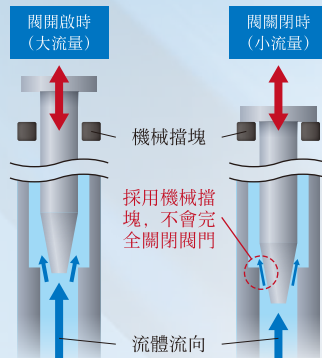 閥開啟時
（大流量）
閥關閉時
（小流量）
機械擋塊
採用機械擋
塊，不會完
全關閉閥門
流體流向